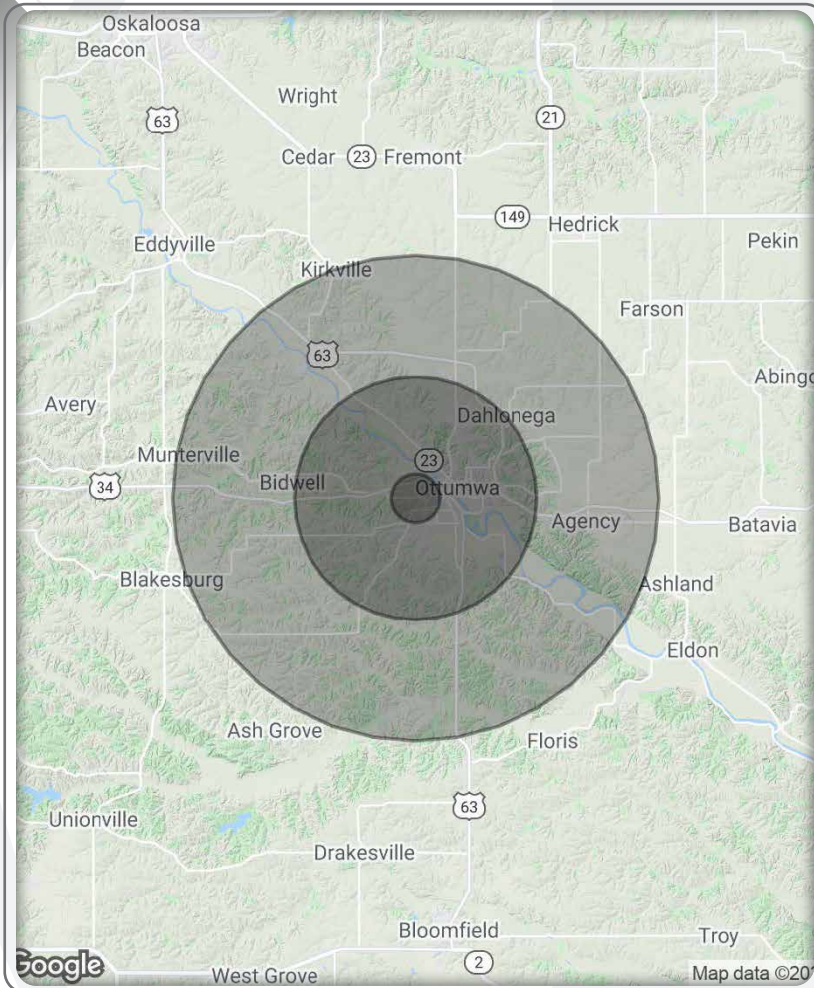 Oskaloosa
Beacon
Wright
63
21
Cedar 23 Fremont
149
Hedrick
Pekin
Eddyville
Kirkville
Farson
63
Abingd
Avery
Dahlonega
Munterville
23
34
Bidwell
Ottumwa
Agency
Batavia
Blakesburg
Ashland
Eldon
Ash Grove
Floris
63
Unionville
Drakesville
Bloomfield
Troy
2
Google
West Grove
Map data ©201